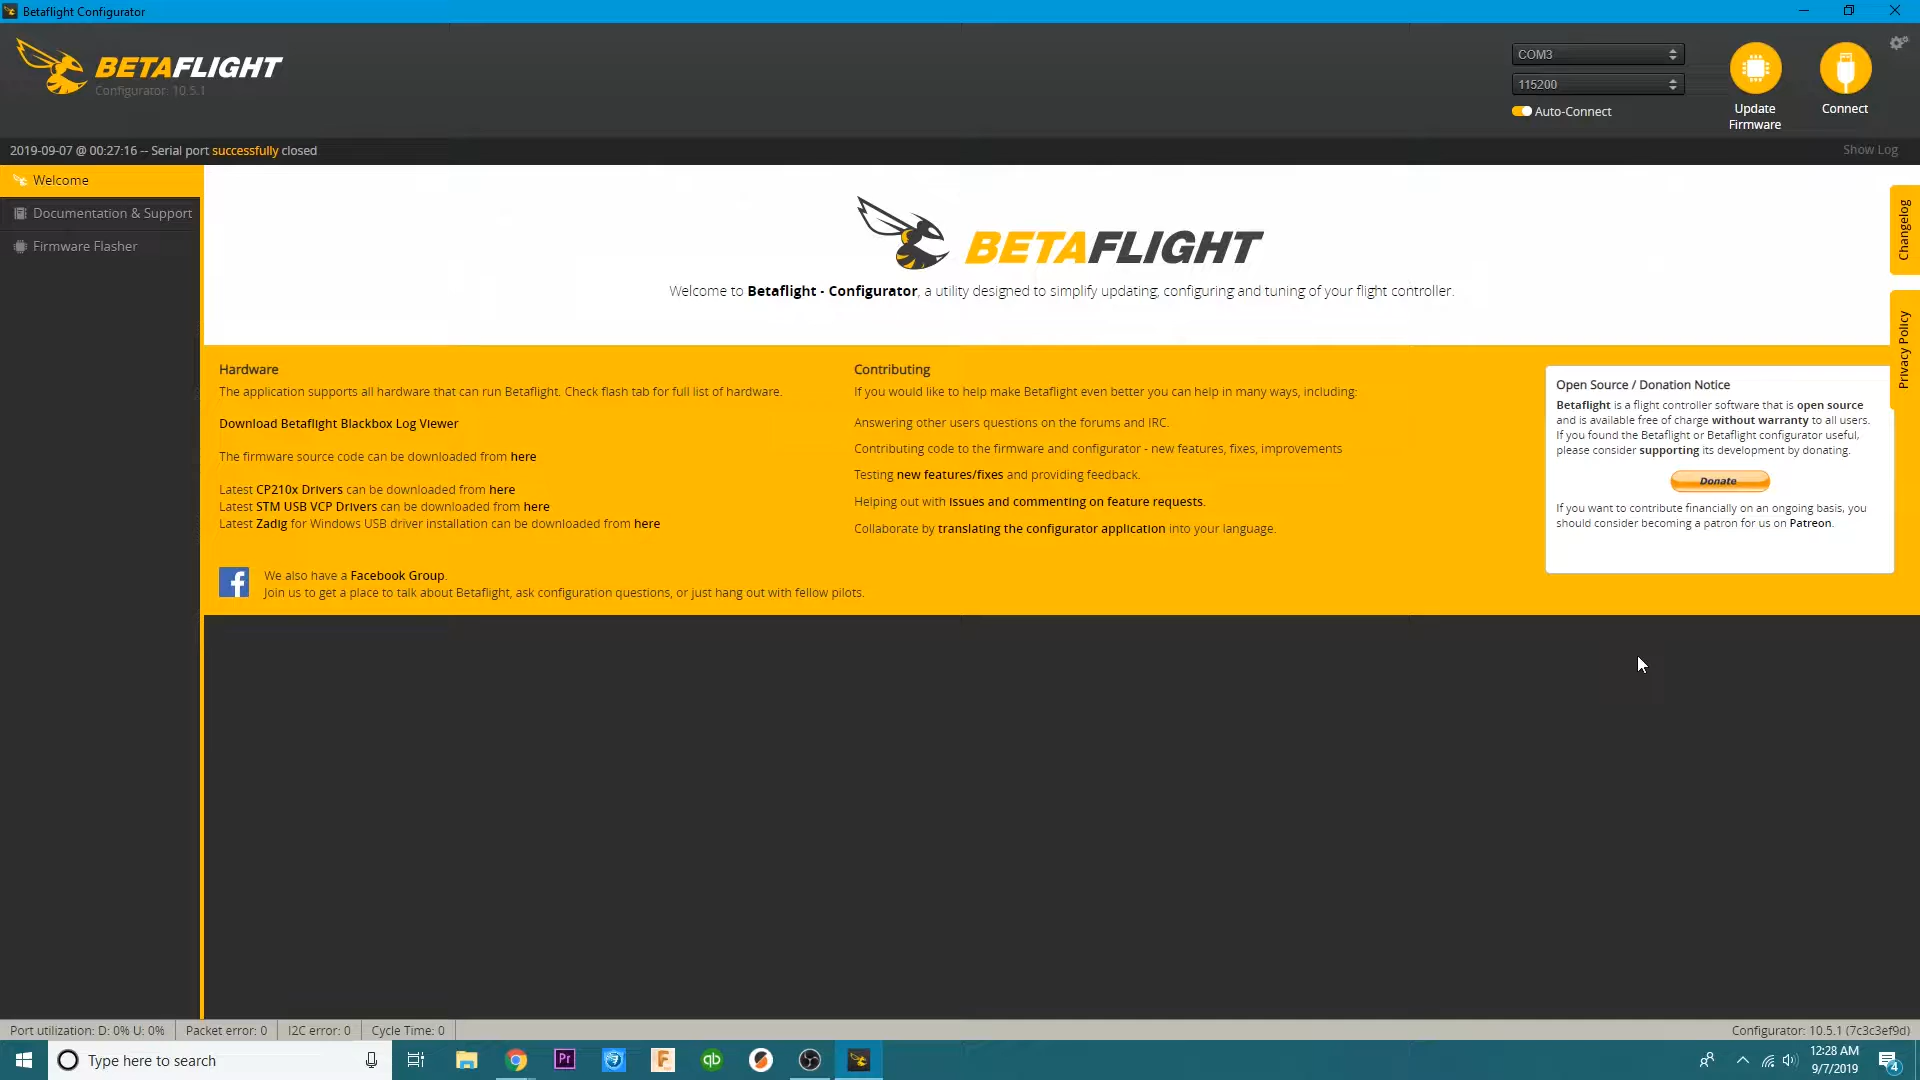 Betaflight Configurator
BETAFLIGHT
Configurator: 10.5.1
COM3
115200
Auto-Connect
Update
Firmware
Connect
2019-09-07 @ 00:27:16 -- Serial port successfully closed
Show Log
Welcome
Documentation & Support
Firmware Flasher
BETAFLIGHT
Welcome to Betaflight - Configurator, a utility designed to simplify updating, configuring and tuning of your flight controller.
Changelog
Privacy Policy
Hardware
The application supports all hardware that can run Betaflight. Check flash tab for full list of hardware.
Download Betaflight Blackbox Log Viewer
The firmware source code can be downloaded from here
Latest CP210x Drivers can be downloaded from here
Latest STM USB VCP Drivers can be downloaded from here
Latest Zadig for Windows USB driver installation can be downloaded from here
We also have a Facebook Group.
Join us to get a place to talk about Betaflight, ask configuration questions, or just hang out with fellow pilots.
Contributing
If you would like to help make Betaflight even better you can help in many ways, including:
Answering other users questions on the forums and IRC.
Contributing code to the firmware and configurator - new features, fixes, improvements
Testing new features/fixes and providing feedback.
Helping out with issues and commenting on feature requests.
Collaborate by translating the configurator application into your language.
Open Source / Donation Notice
Betaflight is a flight controller software that is open source
and is available free of charge without warranty to all users.
If you found the Betaflight or Betaflight configurator useful,
please consider supporting its development by donating.
Donate
If you want to contribute financially on an ongoing basis, you
should consider becoming a patron for us on Patreon.
Port utilization: D: 0% U: 0%
Packet error: 0
I2C error: 0
Cycle Time: 0
Configurator: 10.5.1 (7c3c3ef9d)
Type here to search
Pr
F
qb
12:28 AM
9/7/2019
4